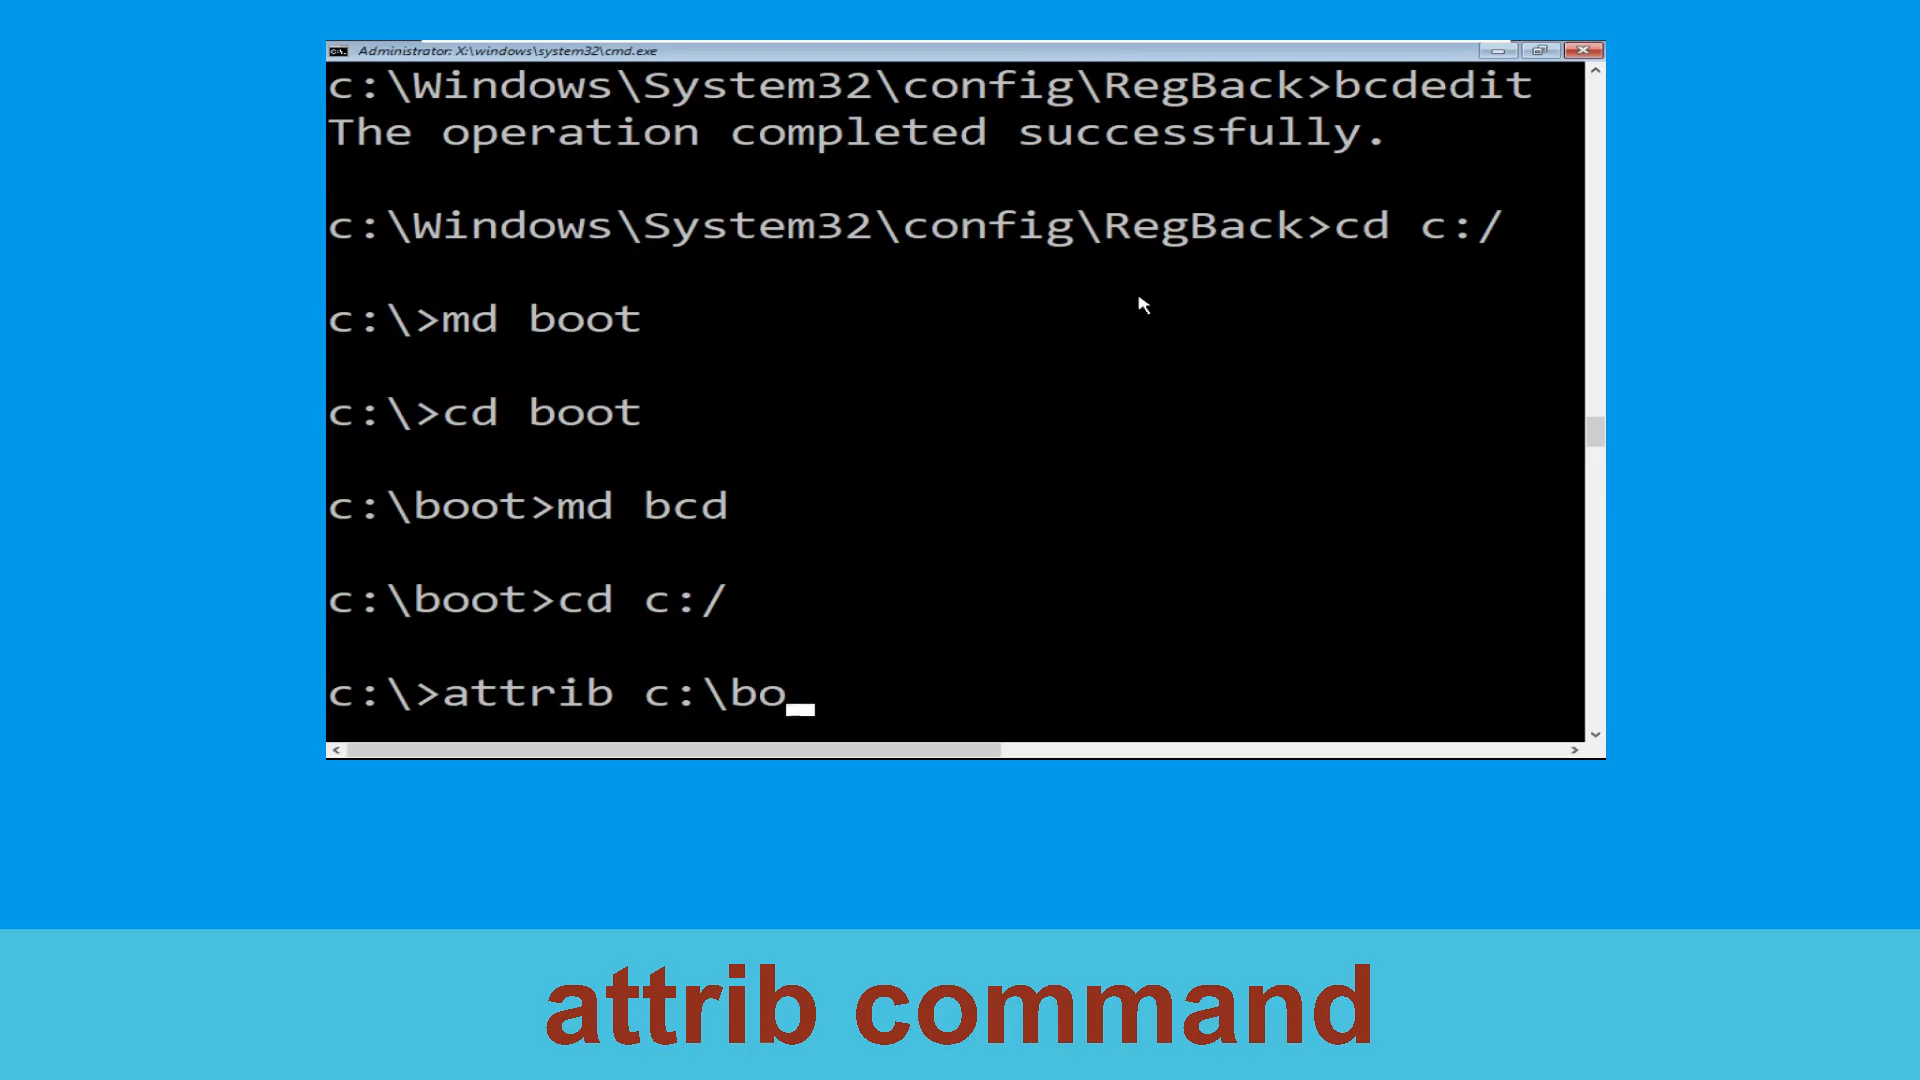 Administrator: X:\windows\system32\cmd.exe
c:\Windows\System32\config\RegBack>bcdedit
The operation completed successfully.
c:\Windows\System32\config\RegBack>cd c:/
c:\>md boot
c:\>cd boot
c:\boot>md bcd
c:\boot>cd c:/
c:\>attrib c:\bo_
attrib command